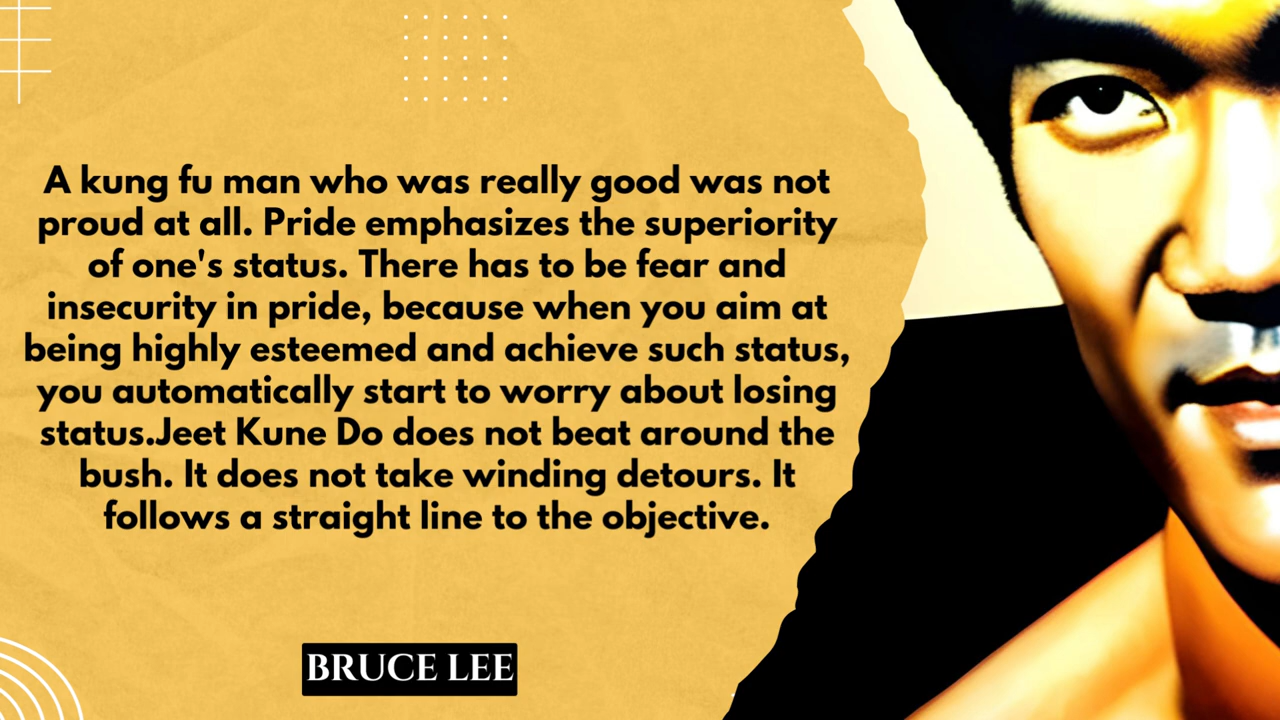 A kung fu man who was really good was not
proud at all. Pride emphasizes the superiority
of one's status. There has to be fear and
insecurity in pride, because when you aim at
being highly esteemed and achieve such status,
you automatically start to worry about losing
status.Jeet Kune Do does not beat around the
bush. It does not take winding detours. It
follows a straight line to the objective.
BRUCE LEE